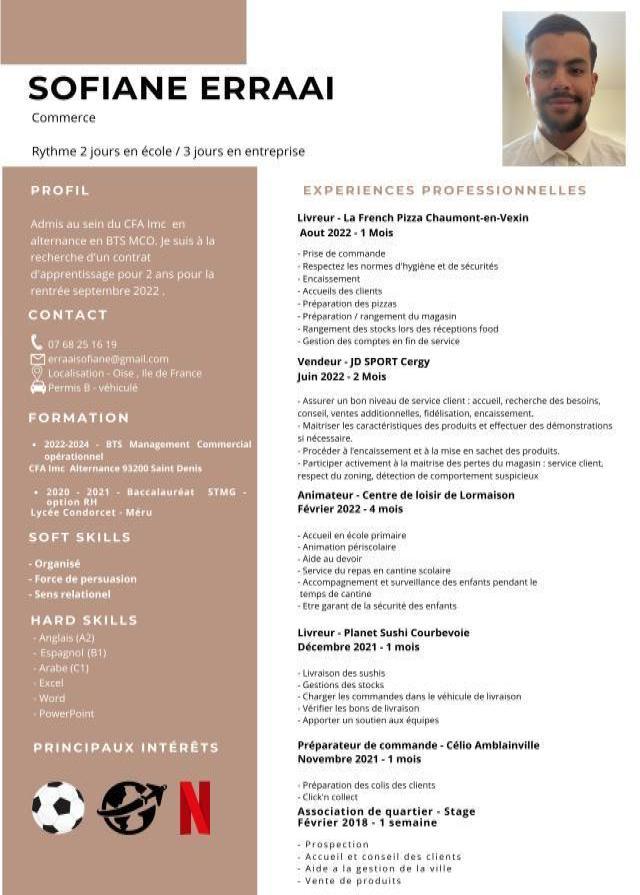 SOFIANE ERRAAI
Commerce
Rythme 2 jours en école / 3 jours en entreprise
PROFIL
Admis au sein du CFA Imc en
alternance en BTS MCO. Je suis à la
recherche d'un contrat
d'apprentissage pour 2 ans pour la
rentrée septembre 2022 .
CONTACT
07 68 25 16 19
erraaisofiane@gmail.com
Localisation - Oise , Ile de France
Permis B - véhiculé
FORMATION
• 2022-2024 - BTS Management Commercial
opérationnel
CFA Imc Alternance 93200 Saint Denis
• 2020 - 2021 - Baccalauréat STMG -
option RH
Lycée Condorcet - Méru
SOFT SKILLS
- Organisé
- Force de persuasion
- Sens relationel
HARD SKILLS
- Anglais (A2)
- Espagnol (B1)
- Arabe (C1)
- Excel
- Word
- PowerPoint
PRINCIPAUX INTÉRÊTS
N
EXPERIENCES PROFESSIONNELLES
Livreur - La French Pizza Chaumont-en-Vexin
Aout 2022 - 1 Mois
- Prise de commande
- Respectez les normes d'hygiène et de sécurités
- Encaissement
- Accueils des clients
- Préparation des pizzas
- Préparation / rangement du magasin
- Rangement des stocks lors des réceptions food
- Gestion des comptes en fin de service
Vendeur - JD SPORT Cergy
Juin 2022 - 2 Mois
- Assurer un bon niveau de service client : accueil, recherche des besoins,
conseil, ventes additionnelles, fidélisation, encaissement.
- Maitriser les caractéristiques des produits et effectuer des démonstrations
si nécessaire.
- Procéder à l'encaissement et à la mise en sachet des produits.
- Participer activement à la maitrise des pertes du magasin : service client,
respect du zoning, détection de comportement suspicieux
Animateur - Centre de loisir de Lormaison
Février 2022 - 4 mois
- Accueil en école primaire
- Animation périscolaire
- Aide au devoir
- Service du repas en cantine scolaire
- Accompagnement et surveillance des enfants pendant le
temps de cantine
- Etre garant de la sécurité des enfants
Livreur - Planet Sushi Courbevoie
Décembre 2021 - 1 mois
- Livraison des sushis
- Gestions des stocks
- Charger les commandes dans le véhicule de livraison
- Vérifier les bons de livraison
- Apporter un soutien aux équipes
Préparateur de commande - Célio Amblainville
Novembre 2021 - 1 mois
- Préparation des colis des clients
- Click'n collect
Association de quartier - Stage
Février 2018 - 1 semaine
- Prospection
- Accueil et conseil des clients
- Aide a la gestion de la ville
- Vente de produits